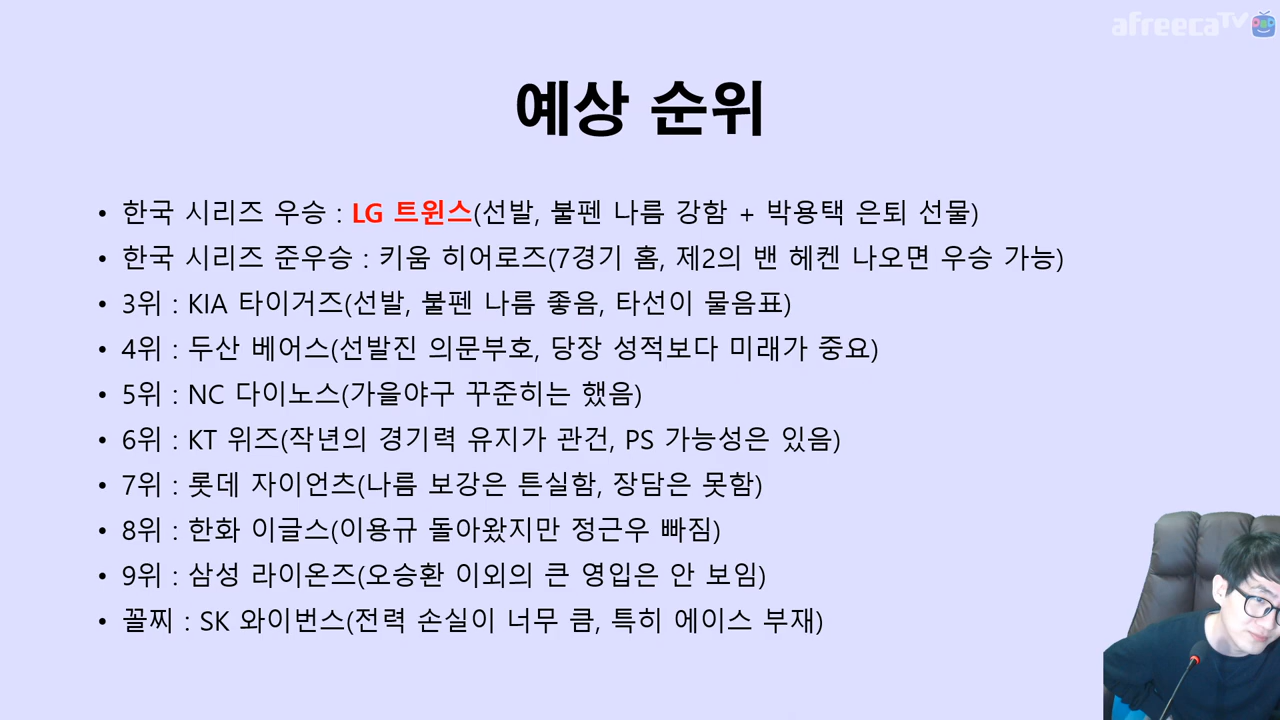 afreecaTV
예상 순위
• 한국 시리즈 우승 : LG 트윈스(선발, 불펜 나름 강함 + 박용택 은퇴 선물)
• 한국 시리즈 준우승 : 키움 히어로즈(7경기 홈, 제2의 밴 헤켄 나오면 우승 가능)
• 3위 : KIA 타이거즈(선발, 불펜 나름 좋음, 타선이 물음표)
• 4위 : 두산 베어스(선발진 의문부호, 당장 성적보다 미래가 중요)
• 5위 : NC 다이노스(가을야구 꾸준히는 했음)
• 6위 : KT 위즈(작년의 경기력 유지가 관건, PS 가능성은 있음)
• 7위 : 롯데 자이언츠(나름 보강은 튼실함, 장담은 못함)
• 8위 : 한화 이글스(이용규 돌아왔지만 정근우 빠짐)
• 9위 : 삼성 라이온즈(오승환 이외의 큰 영입은 안 보임)
• 꼴찌 : SK 와이번스(전력 손실이 너무 큼, 특히 에이스 부재)